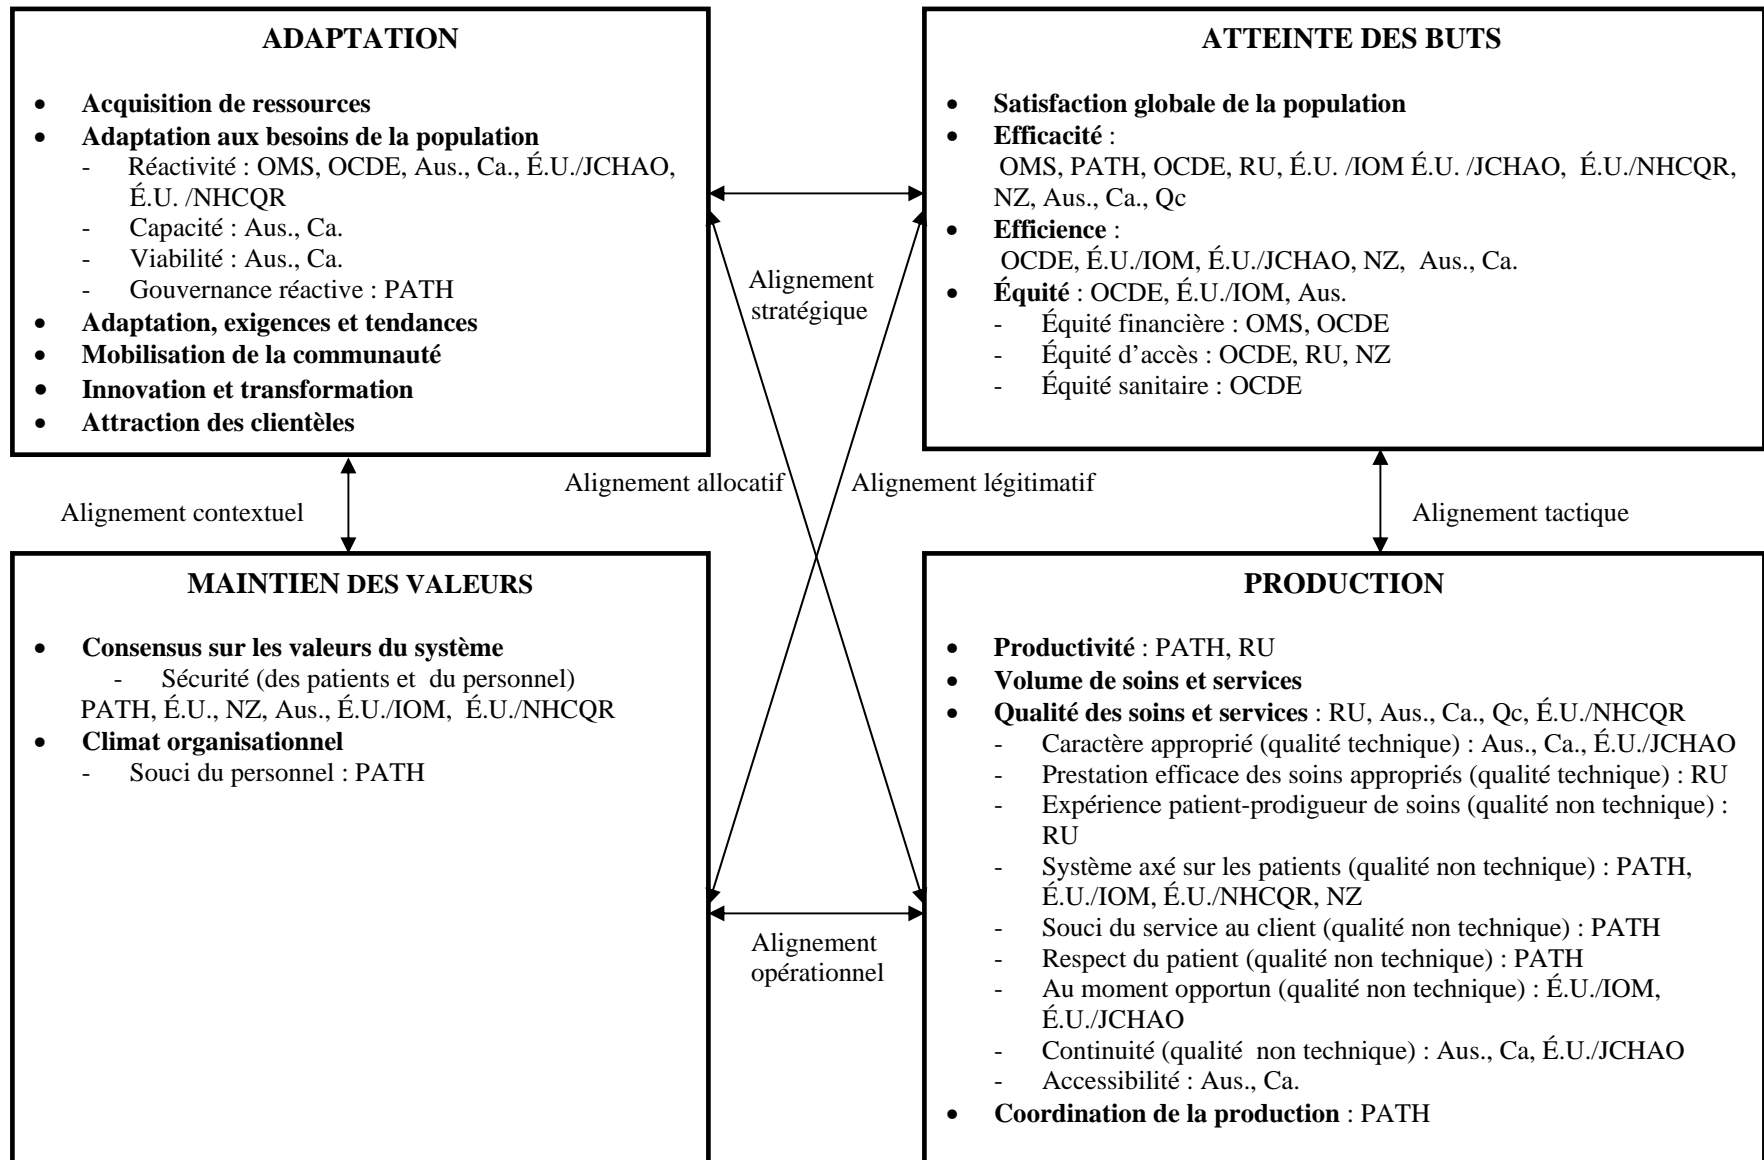 ADAPTATION
• Acquisition de ressources
• Adaptation aux besoins de la population
- Réactivité : OMS, OCDE, Aus., Ca., É.U./JCHAO,
É.U. /NHCQR
- Capacité : Aus., Ca.
- Viabilité : Aus., Ca.
- Gouvernance réactive : PATH
• Adaptation, exigences et tendances
• Mobilisation de la communauté
• Innovation et transformation
• Attraction des clientèles
ATTEINTE DES BUTS
• Satisfaction globale de la population
• Efficacité :
OMS, PATH, OCDE, RU, É.U. /IOM É.U. /JCHAO, É.U./NHCQR,
NZ, Aus., Ca., Qc
• Efficience :
OCDE, É.U./IOM, É.U./JCHAO, NZ, Aus., Ca.
• Équité : OCDE, É.U./IOM, Aus.
- Équité financière : OMS, OCDE
- Équité d’accès : OCDE, RU, NZ
- Équité sanitaire : OCDE
Alignement
stratégique
Alignement allocatif
Alignement légitimatif
Alignement contextuel
Alignement tactique
MAINTIEN DES VALEURS
• Consensus sur les valeurs du système
- Sécurité (des patients et du personnel)
PATH, É.U., NZ, Aus., É.U./IOM, É.U./NHCQR
• Climat organisationnel
- Souci du personnel : PATH
Alignement
opérationnel
PRODUCTION
• Productivité : PATH, RU
• Volume de soins et services
• Qualité des soins et services : RU, Aus., Ca., Qc, É.U./NHCQR
- Caractère approprié (qualité technique) : Aus., Ca., É.U./JCHAO
- Prestation efficace des soins appropriés (qualité technique) : RU
- Expérience patient-prodigueur de soins (qualité non technique) :
RU
- Système axé sur les patients (qualité non technique) : PATH,
É.U./IOM, É.U./NHCQR, NZ
- Souci du service au client (qualité non technique) : PATH
- Respect du patient (qualité non technique) : PATH
- Au moment opportun (qualité non technique) : É.U./IOM,
É.U./JCHAO
- Continuité (qualité non technique) : Aus., Ca, É.U./JCHAO
- Accessibilité : Aus., Ca.
• Coordination de la production : PATH